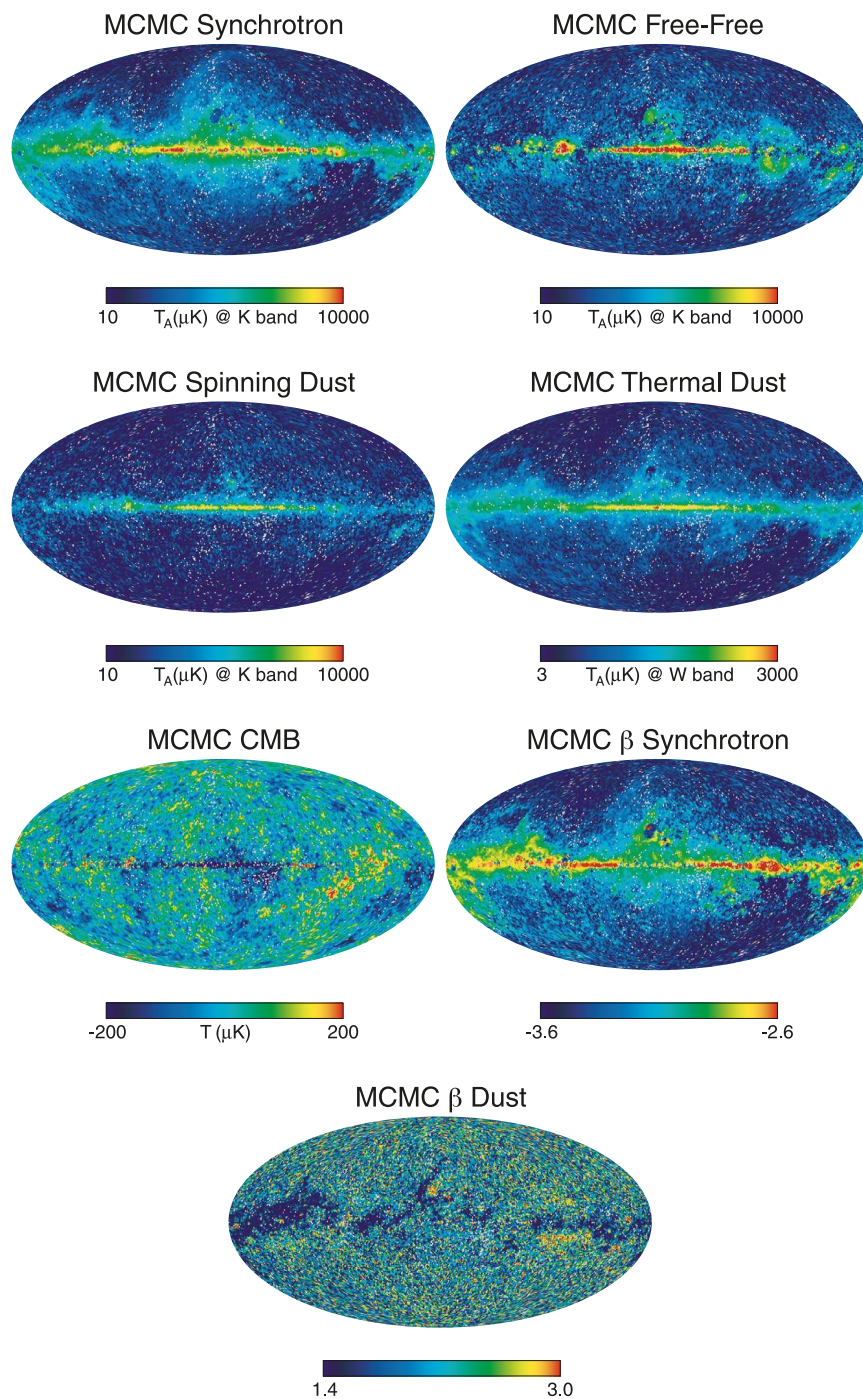 MCMC Synchrotron
MCMC Free-Free
10 T_A(μK) @ K band 10000
10 T_A(μK) @ K band 10000
MCMC Spinning Dust
MCMC Thermal Dust
10 T_A(μK) @ K band 10000
3 T_A(μK) @ W band 3000
MCMC CMB
MCMC β Synchrotron
-200 T (μK) 200
-3.6 -2.6
MCMC β Dust
1.4 3.0